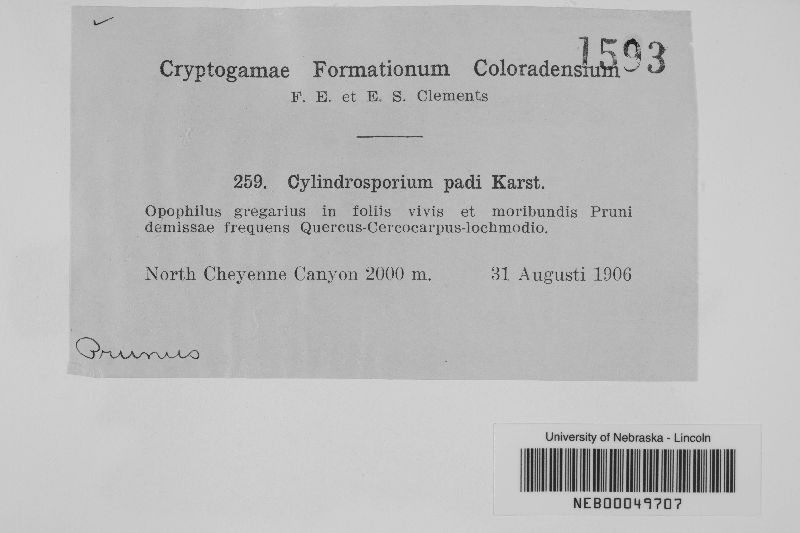 1593
Cryptogamae Formationum Coloradensium
F. E. et E. S. Clements
259. Cylindrosporium padi Karst.
Opophilus gregarius in foliis vivis et moribundis Pruni
demissae frequens Quercus-Cercocarpus-lochmodio.
North Cheyenne Canyon 2000 m. 31 Augusti 1906
Prunus
University of Nebraska - Lincoln
NEB00049707